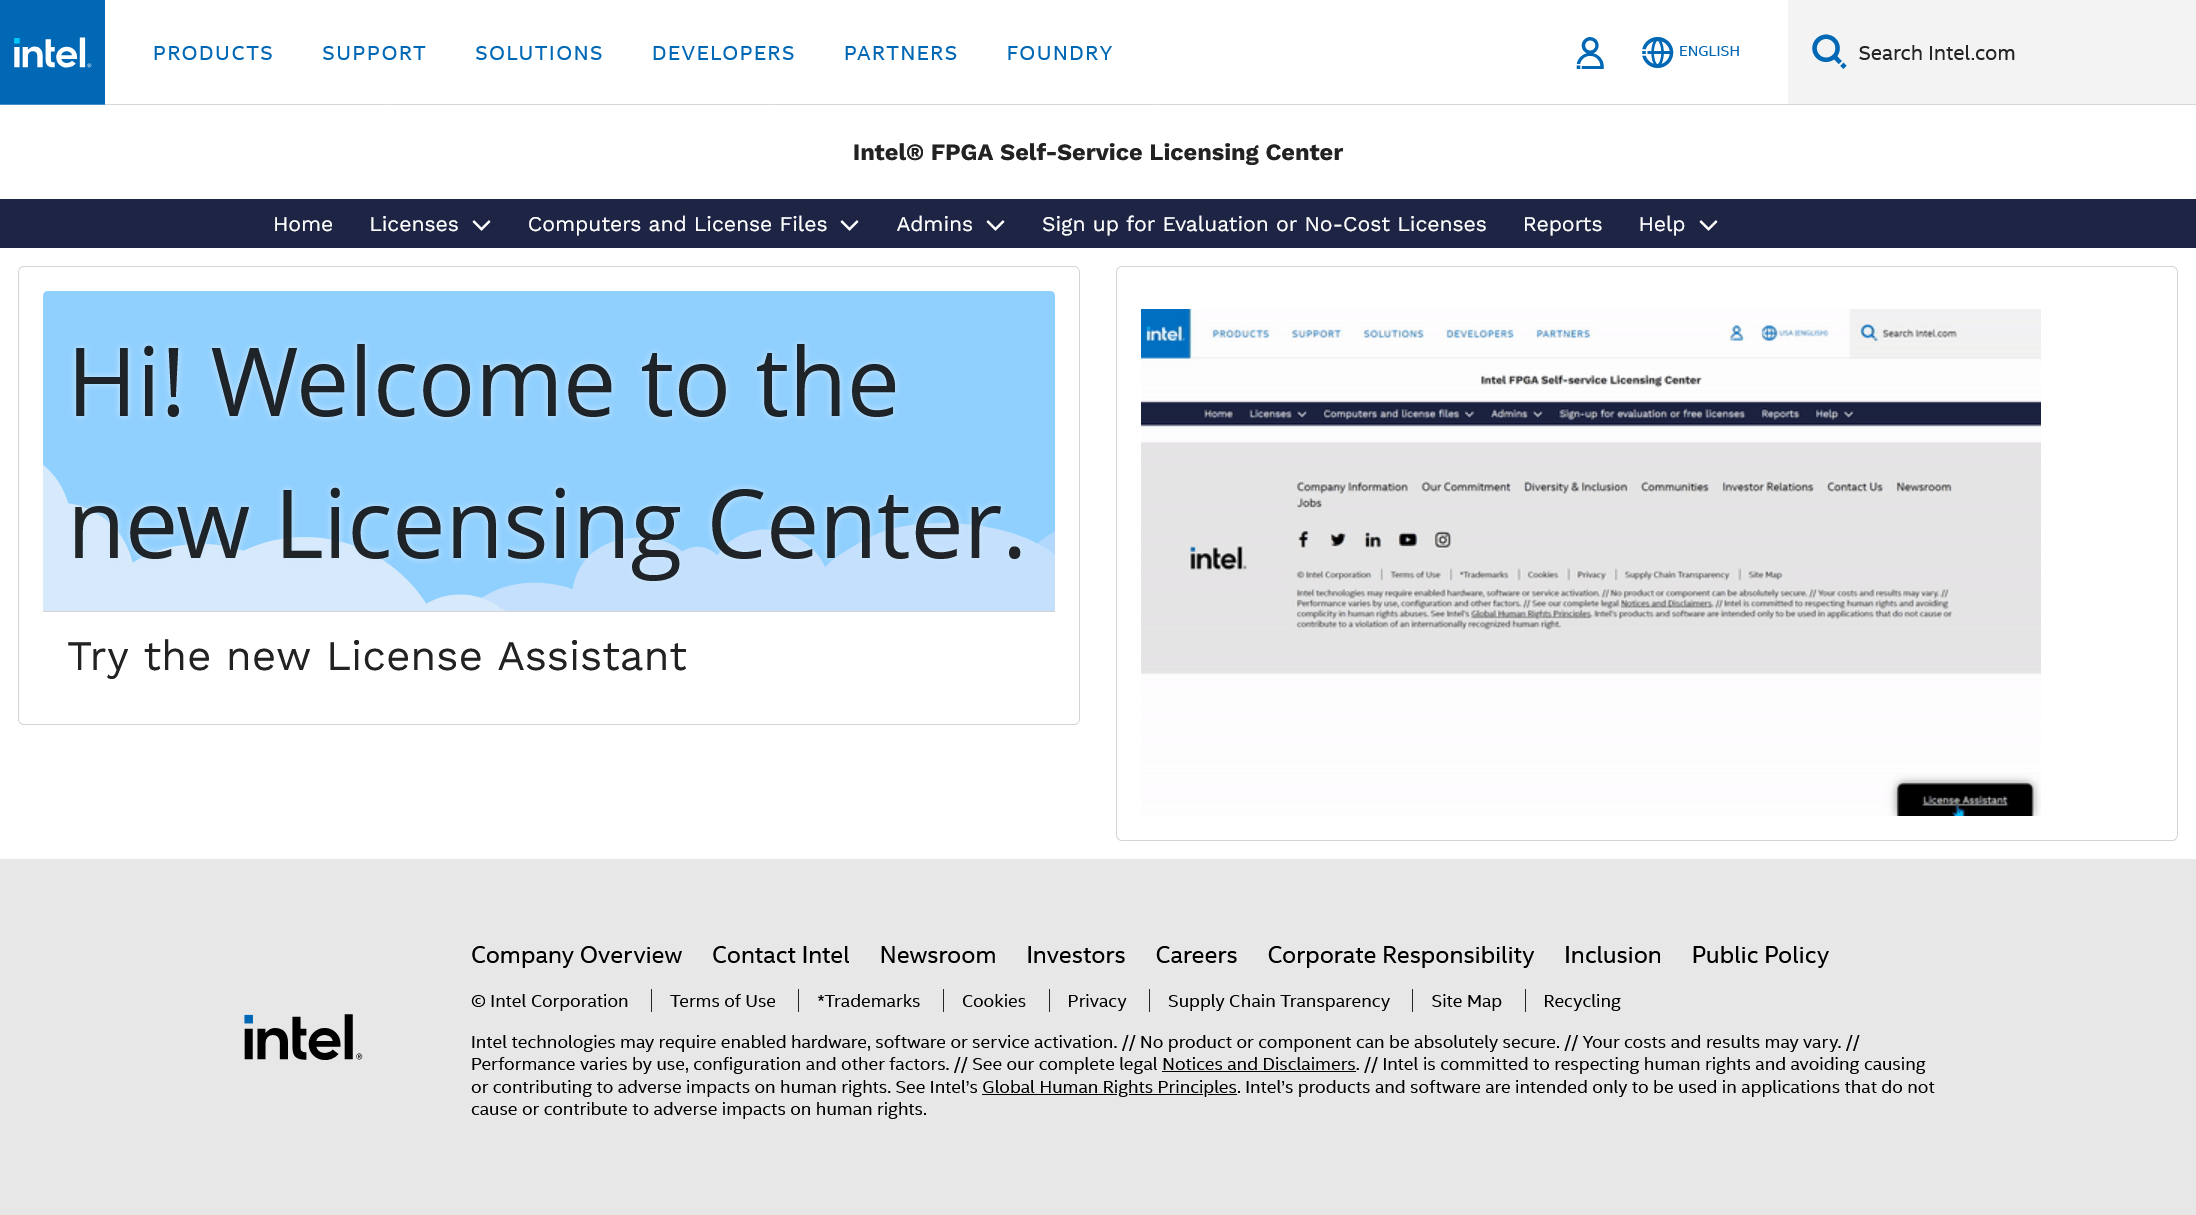 intel®
PRODUCTS SUPPORT SOLUTIONS DEVELOPERS PARTNERS FOUNDRY
ENGLISH
Search Intel.com
Intel® FPGA Self-Service Licensing Center
Home Licenses Computers and License Files Admins Sign up for Evaluation or No-Cost Licenses Reports Help
Hi! Welcome to the
new Licensing Center.
Try the new License Assistant
intel
PRODUCTS SUPPORT SOLUTIONS DEVELOPERS PARTNERS
USA (ENGLISH)
Search Intel.com
Intel FPGA Self-service Licensing Center
Home Licenses Computers and license files Admins Sign-up for evaluation or free licenses Reports Help
Company Information Our Commitment Diversity & Inclusion Communities Investor Relations Contact Us Newsroom
Jobs
intel.
© Intel Corporation | Terms of Use | *Trademarks | Cookies | Privacy | Supply Chain Transparency | Site Map
Intel technologies may require enabled hardware, software or service activation. // No product or component can be absolutely secure. // Your costs and results may vary. //
Performance varies by use, configuration and other factors. // See our complete legal Notices and Disclaimers. // Intel is committed to respecting human rights and avoiding
complicity in human rights abuses. See Intel's Global Human Rights Principles. Intel's products and software are intended only to be used in applications that do not cause or
contribute to a violation of an internationally recognized human right.
License Assistant
Company Overview Contact Intel Newsroom Investors Careers Corporate Responsibility Inclusion Public Policy
© Intel Corporation | Terms of Use | *Trademarks | Cookies | Privacy | Supply Chain Transparency | Site Map | Recycling
intel®
Intel technologies may require enabled hardware, software or service activation. // No product or component can be absolutely secure. // Your costs and results may vary. //
Performance varies by use, configuration and other factors. // See our complete legal Notices and Disclaimers. // Intel is committed to respecting human rights and avoiding causing
or contributing to adverse impacts on human rights. See Intel’s Global Human Rights Principles. Intel’s products and software are intended only to be used in applications that do not
cause or contribute to adverse impacts on human rights.